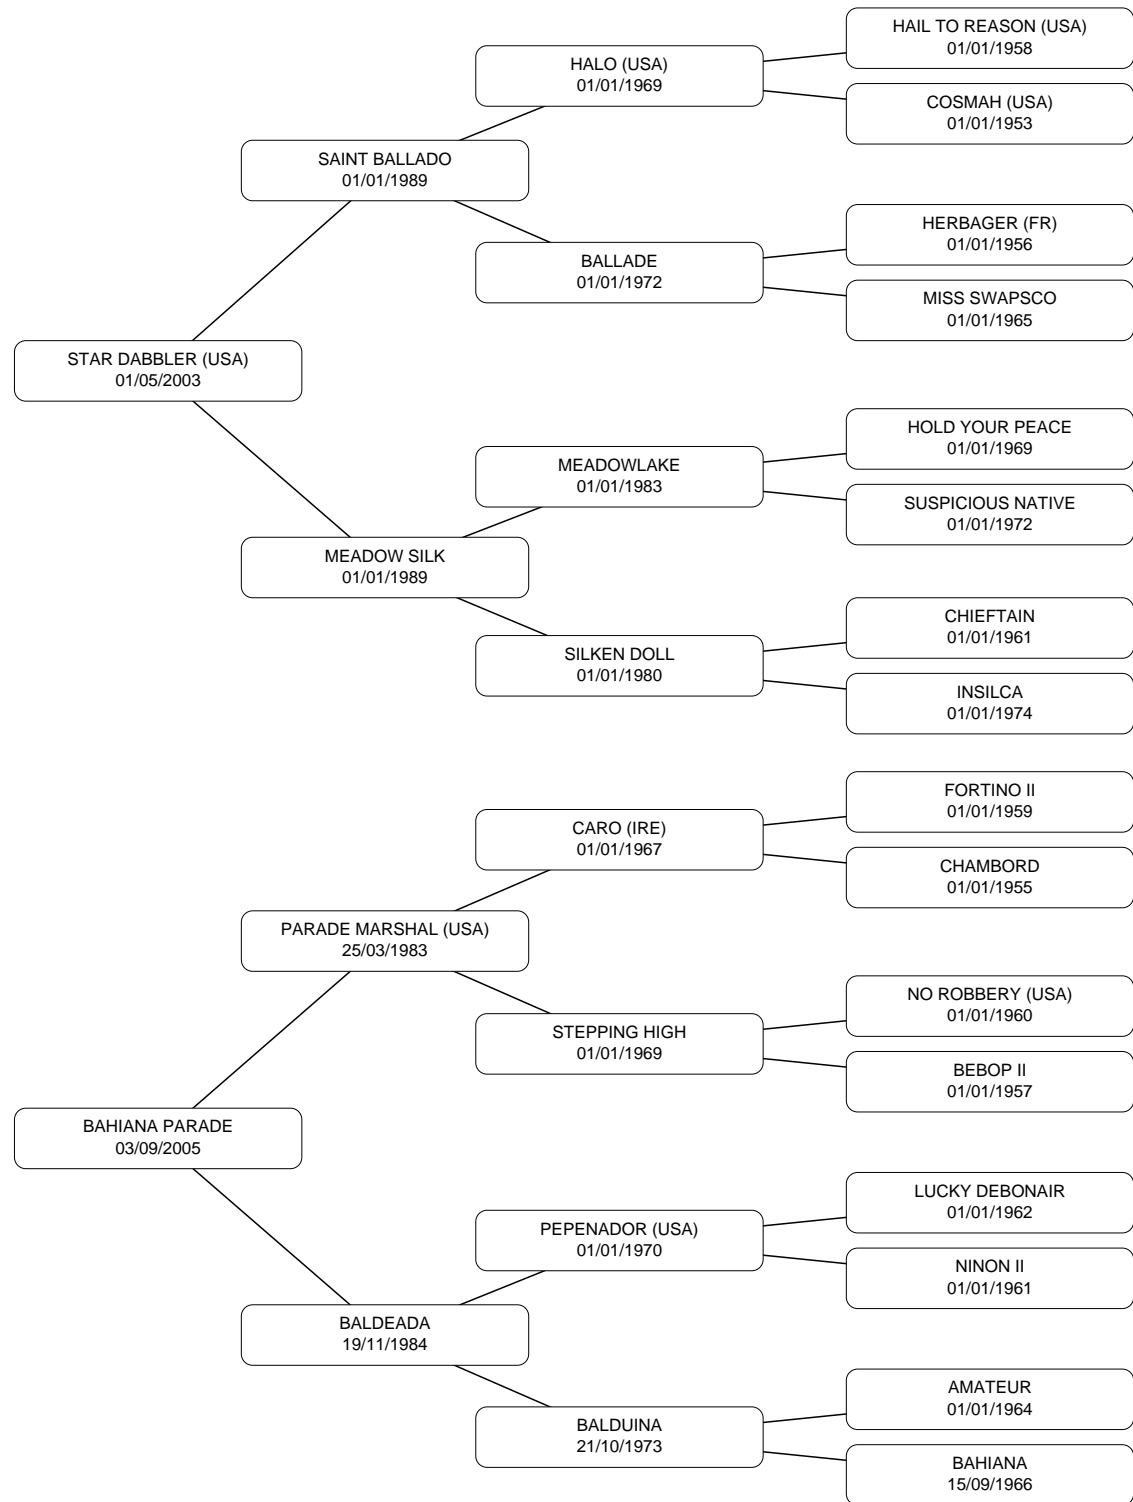 HAIL TO REASON (USA)
01/01/1958
HALO (USA)
01/01/1969
COSMAH (USA)
01/01/1953
SAINT BALLADO
01/01/1989
HERBAGER (FR)
01/01/1956
BALLADE
01/01/1972
MISS SWAPSCO
01/01/1965
STAR DABBLER (USA)
01/05/2003
HOLD YOUR PEACE
01/01/1969
MEADOWLAKE
01/01/1983
SUSPICIOUS NATIVE
01/01/1972
MEADOW SILK
01/01/1989
CHIEFTAIN
01/01/1961
SILKEN DOLL
01/01/1980
INSILCA
01/01/1974
FORTINO II
01/01/1959
CARO (IRE)
01/01/1967
CHAMBORD
01/01/1955
PARADE MARSHAL (USA)
25/03/1983
NO ROBBERY (USA)
01/01/1960
STEPPING HIGH
01/01/1969
BEBOP II
01/01/1957
BAHIANA PARADE
03/09/2005
LUCKY DEBONAIR
01/01/1962
PEPENADOR (USA)
01/01/1970
NINON II
01/01/1961
BALDEADA
19/11/1984
AMATEUR
01/01/1964
BALDUINA
21/10/1973
BAHIANA
15/09/1966